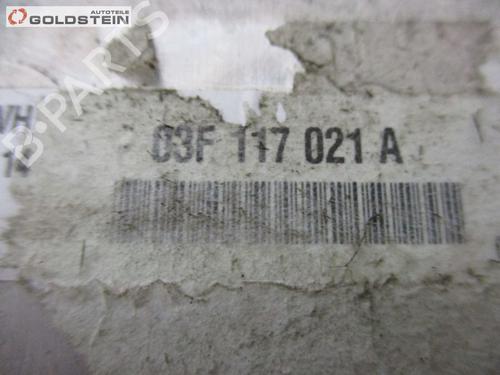 Autoteile
GOLDSTEIN
B-PARTS
03F 117 021 A